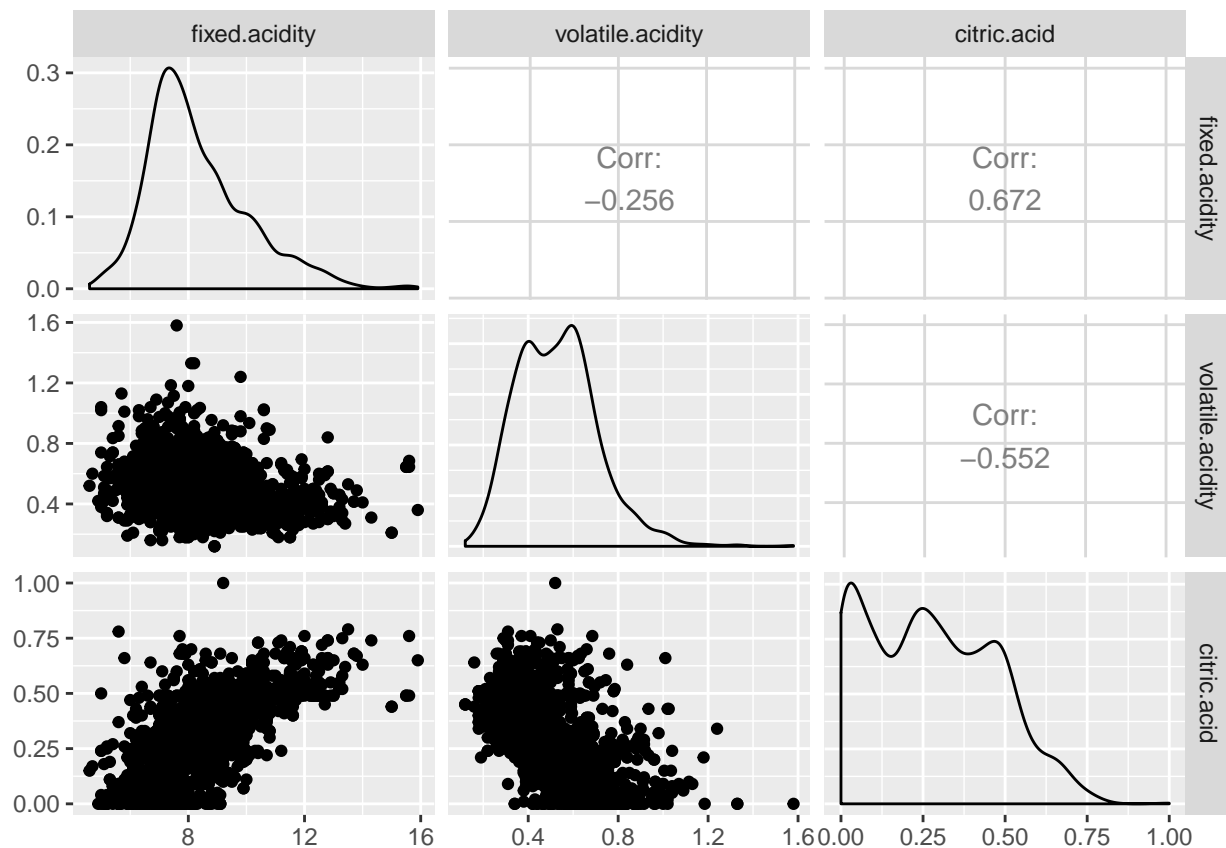 fixed.acidity
volatile.acidity
citric.acid
0.3
0.2
0.1
0.0
Corr:
−0.256
Corr:
0.672
fixed.acidity
1.6
1.2
0.8
0.4
Corr:
−0.552
volatile.acidity
1.00
0.75
0.50
0.25
0.00
citric.acid
8 12 16
0.4 0.8 1.2 1.6
0.00 0.25 0.50 0.75 1.00